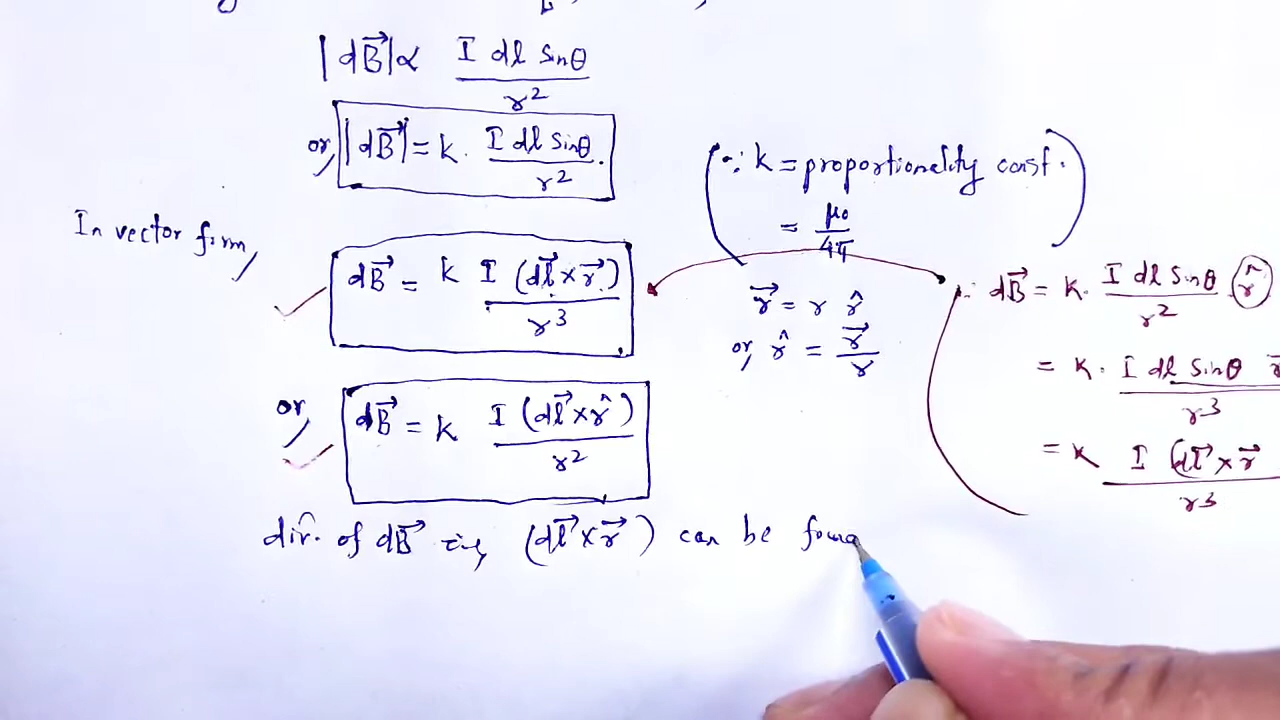 |dB⃗| ∝ I dl sinθ / r²
or, |dB⃗| = k. I dl sinθ / r².
(∵ k = proportionality const.
= μ₀ / 4π)
In vector form,
dB⃗ = k I (dl⃗ × r⃗) / r³
r⃗ = r r̂
or, r̂ = r⃗ / r
or, dB⃗ = k I (dl⃗ × r̂) / r²
∵ dB⃗ = k. I dl sinθ / r² r̂
= k. I dl sinθ r⃗ / r³
= k I (dl⃗ × r⃗ / r³
dirⁿ. of dB⃗ i.e., (dl⃗ × r⃗) can be foun